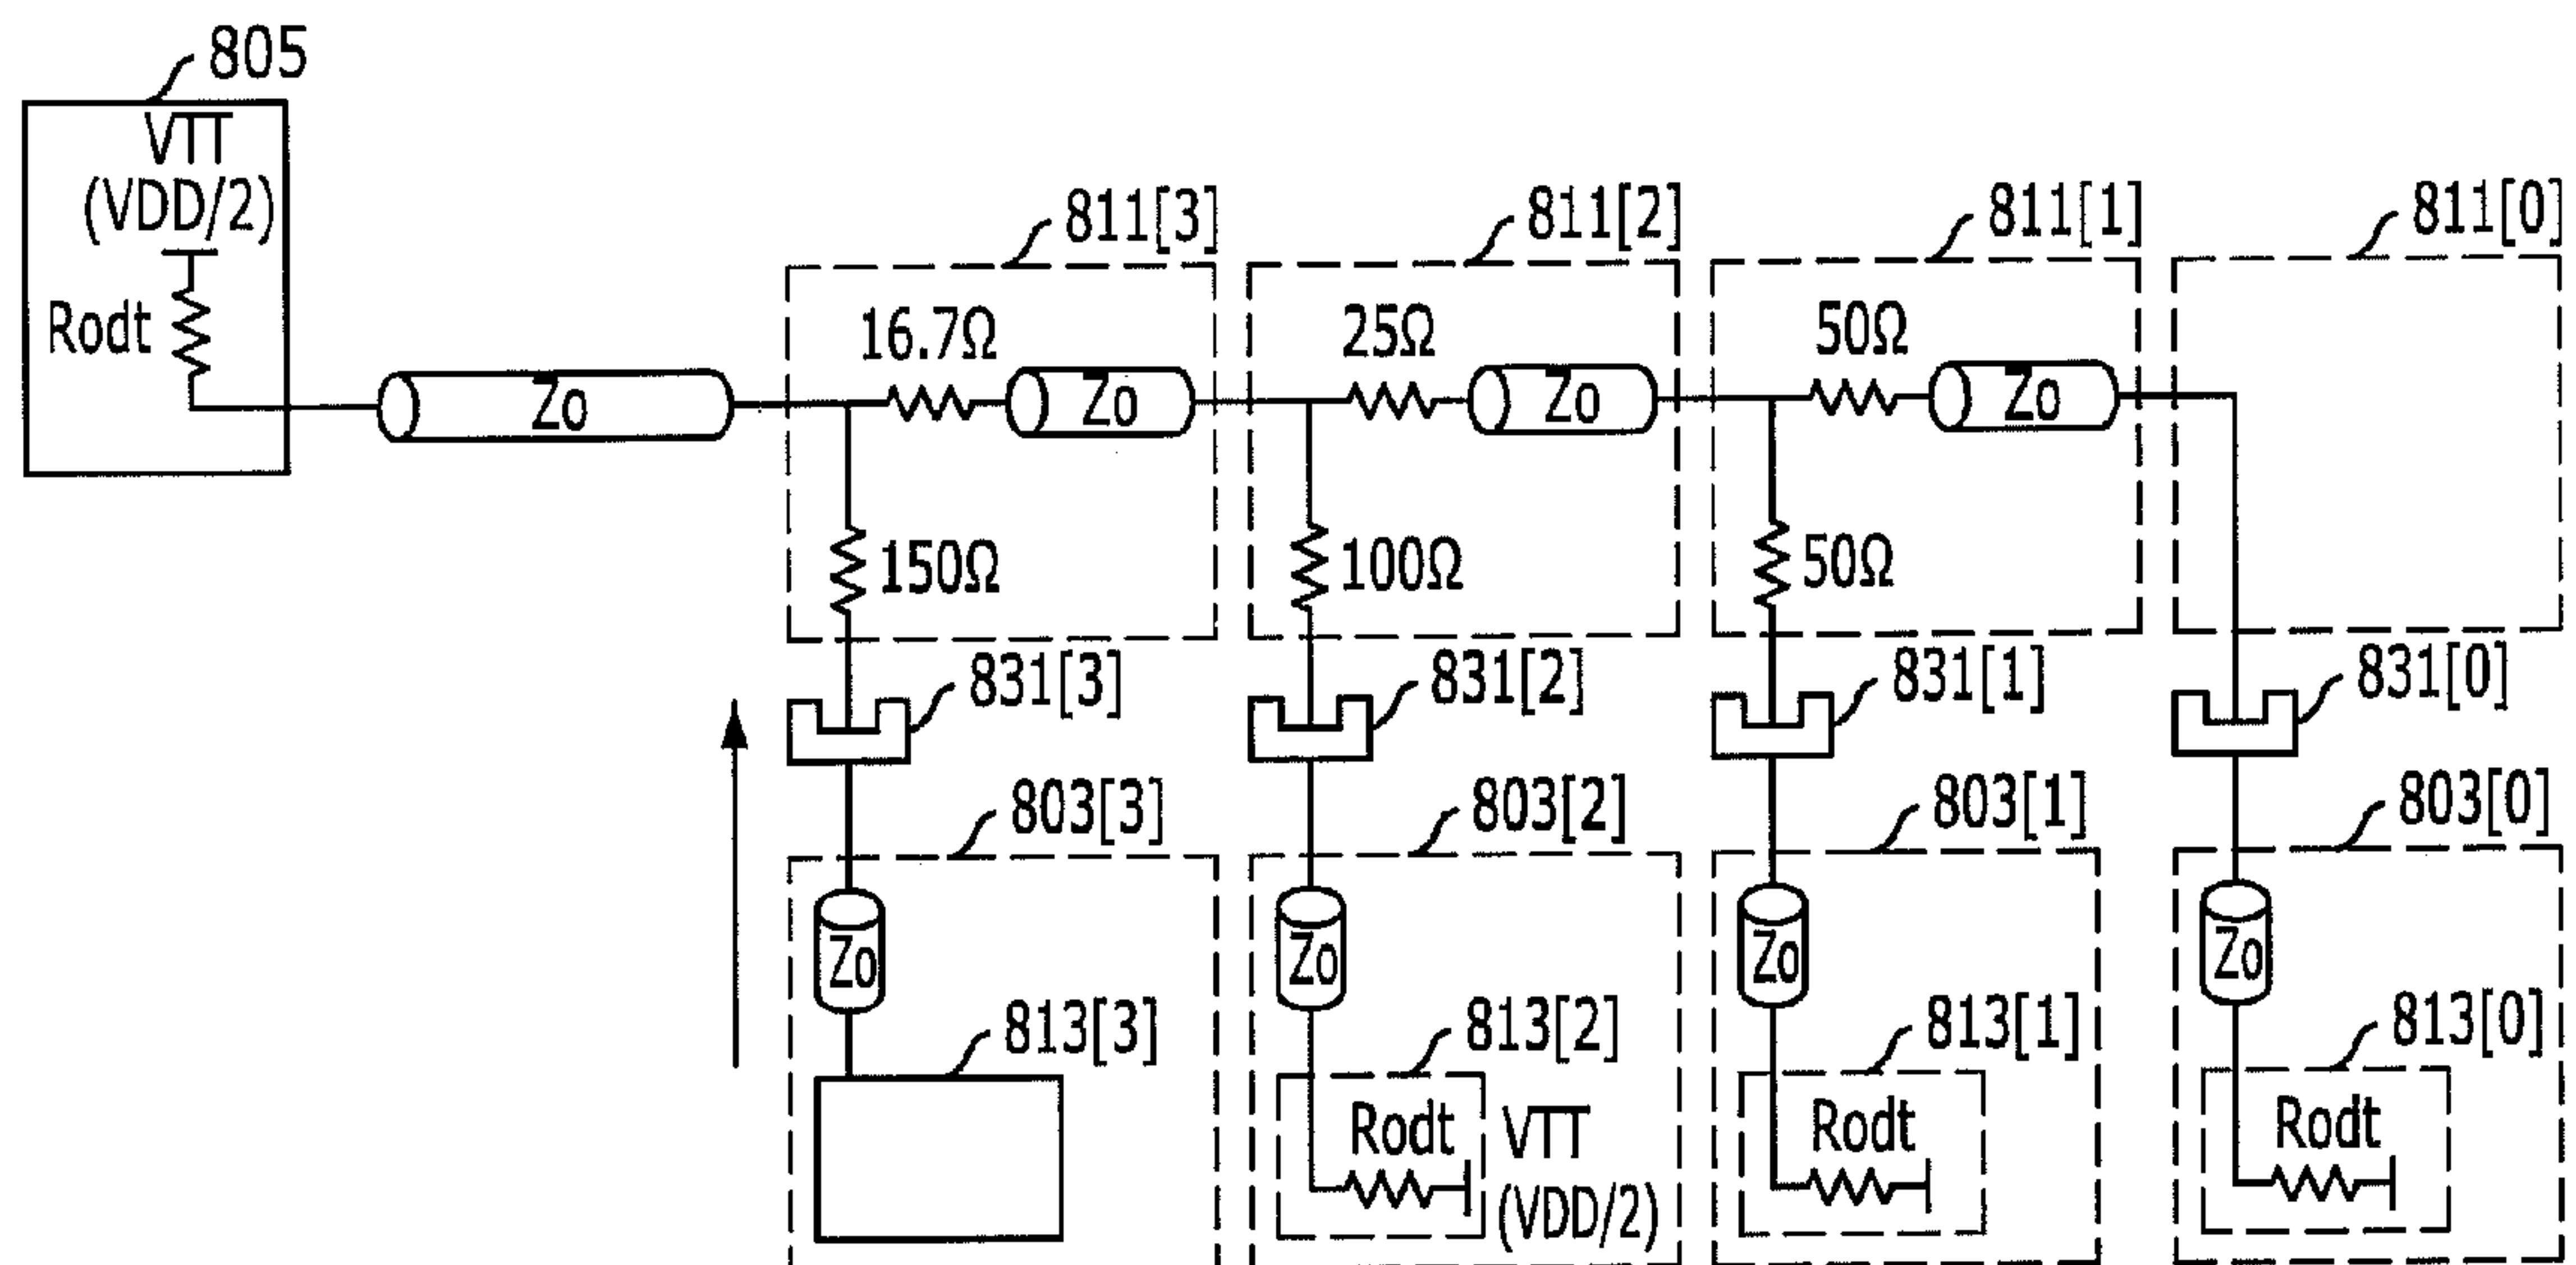 805
VTT
(VDD/2)
Rodt
Zo
811[3]
811[2]
811[1]
811[0]
16.7Ω
Zo
25Ω
Zo
50Ω
Zo
150Ω
100Ω
50Ω
831[3]
831[2]
831[1]
831[0]
803[3]
803[2]
803[1]
803[0]
Zo
Zo
Zo
Zo
813[3]
813[2]
813[1]
813[0]
Rodt
VTT
(VDD/2)
Rodt
Rodt